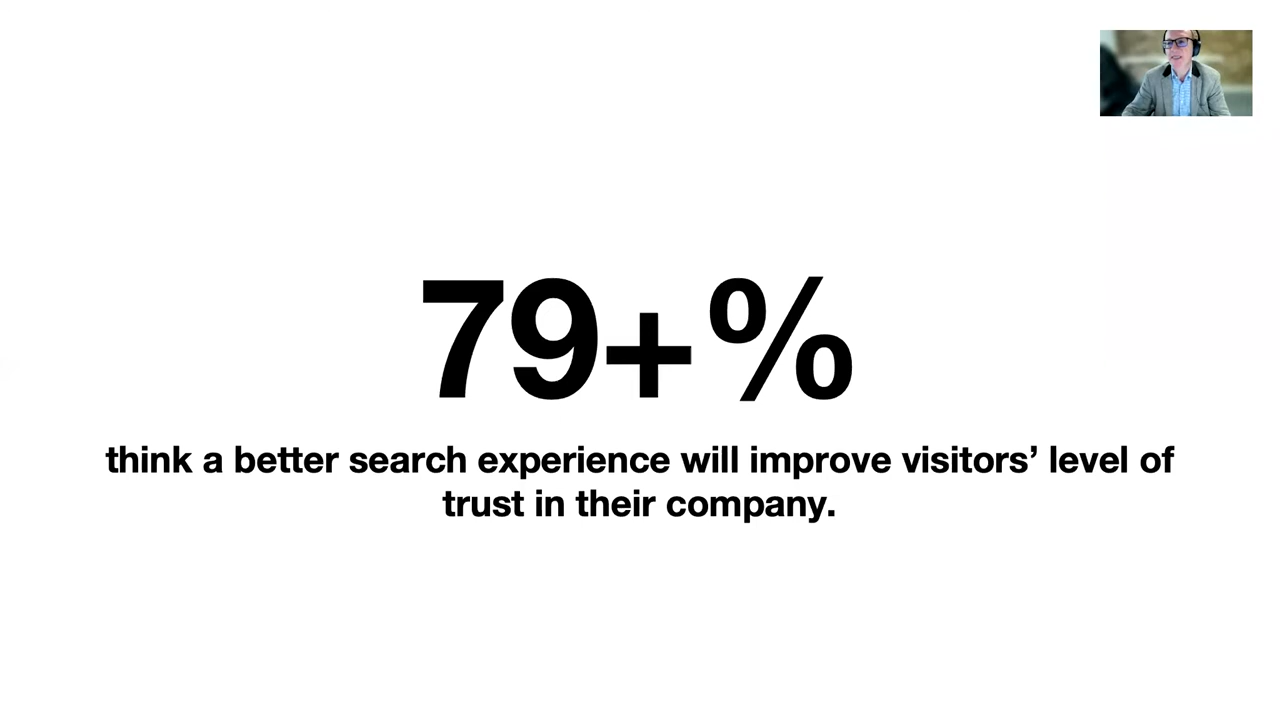 79+%
think a better search experience will improve visitors’ level of
trust in their company.